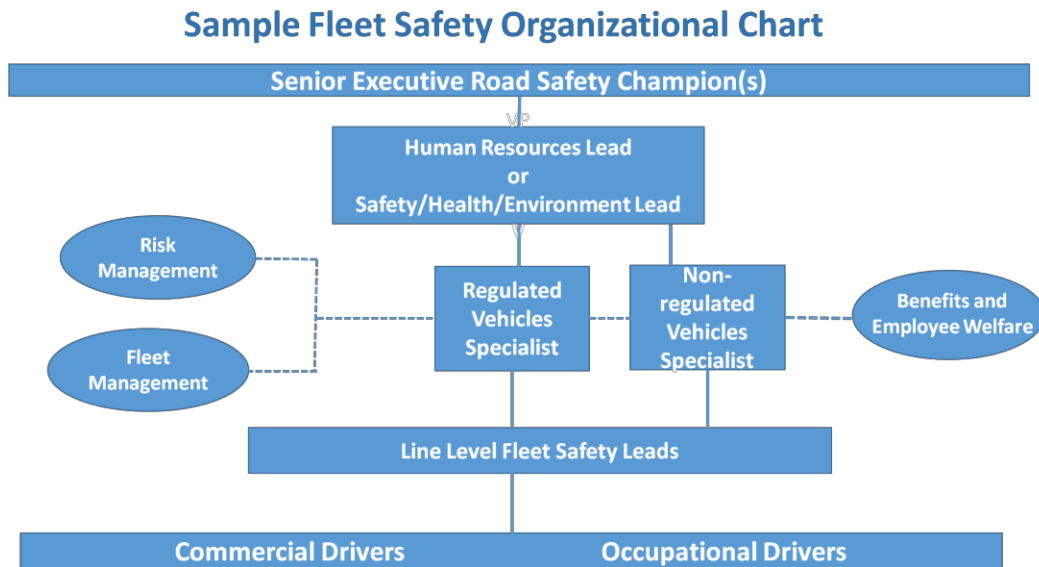 Sample Fleet Safety Organizational Chart
Senior Executive Road Safety Champion(s)
VP
Human Resources Lead
or
Safety/Health/Environment Lead
V
Risk
Management
Fleet
Management
Regulated
Vehicles
Specialist
Non-
regulated
Vehicles
Specialist
Benefits and
Employee Welfare
Line Level Fleet Safety Leads
Commercial Drivers
Occupational Drivers